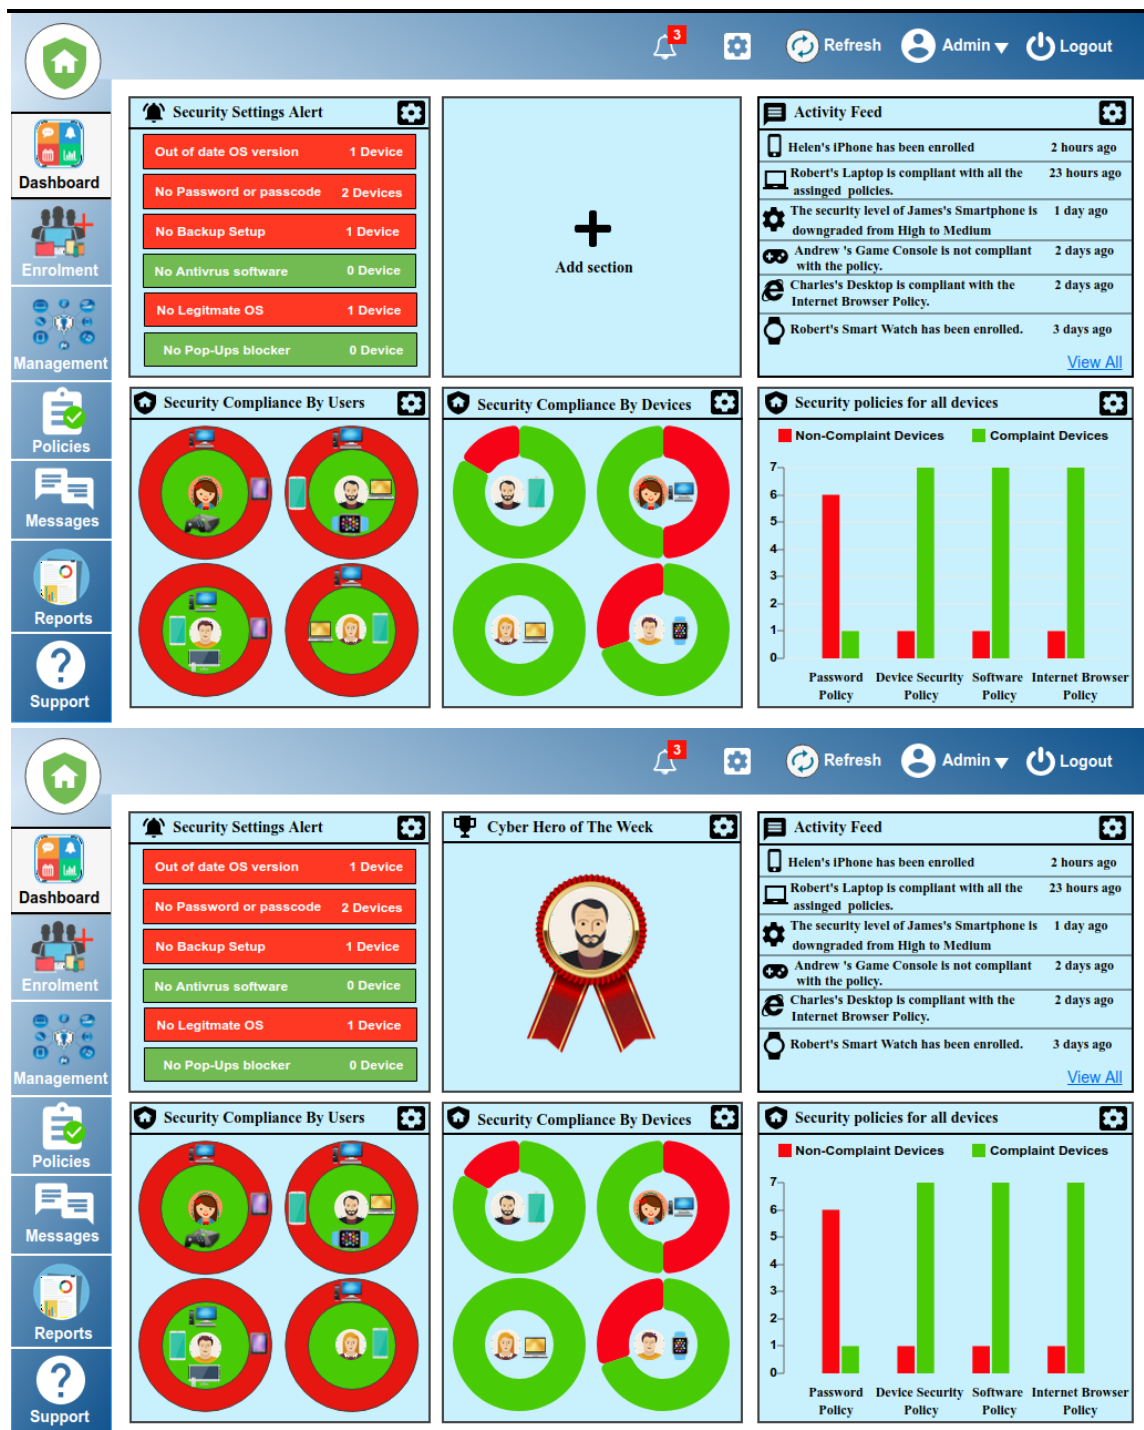 3
Refresh
Admin
Logout
Dashboard
Enrolment
Management
Policies
Messages
Reports
Support
Security Settings Alert
Out of date OS version 1 Device
No Password or passcode 2 Devices
No Backup Setup 1 Device
No Antivrus software 0 Device
No Legitmate OS 1 Device
No Pop-Ups blocker 0 Device
Add section
Activity Feed
Helen's iPhone has been enrolled 2 hours ago
Robert's Laptop is compliant with all the 23 hours ago
assinged policies.
The security level of James's Smartphone is 1 day ago
downgraded from High to Medium
Andrew 's Game Console is not compliant 2 days ago
with the policy.
Charles's Desktop is compliant with the 2 days ago
Internet Browser Policy.
Robert's Smart Watch has been enrolled. 3 days ago
View All
Security Compliance By Users
Security Compliance By Devices
Security policies for all devices
Non-Complaint Devices Complaint Devices
7
6
5
4
3
2
1
0
Password Device Security Software Internet Browser
Policy Policy Policy Policy
3
Refresh
Admin
Logout
Dashboard
Enrolment
Management
Policies
Messages
Reports
Support
Security Settings Alert
Out of date OS version 1 Device
No Password or passcode 2 Devices
No Backup Setup 1 Device
No Antivrus software 0 Device
No Legitmate OS 1 Device
No Pop-Ups blocker 0 Device
Cyber Hero of The Week
Activity Feed
Helen's iPhone has been enrolled 2 hours ago
Robert's Laptop is compliant with all the 23 hours ago
assinged policies.
The security level of James's Smartphone is 1 day ago
downgraded from High to Medium
Andrew 's Game Console is not compliant 2 days ago
with the policy.
Charles's Desktop is compliant with the 2 days ago
Internet Browser Policy.
Robert's Smart Watch has been enrolled. 3 days ago
View All
Security Compliance By Users
Security Compliance By Devices
Security policies for all devices
Non-Complaint Devices Complaint Devices
7
6
5
4
3
2
1
0
Password Device Security Software Internet Browser
Policy Policy Policy Policy